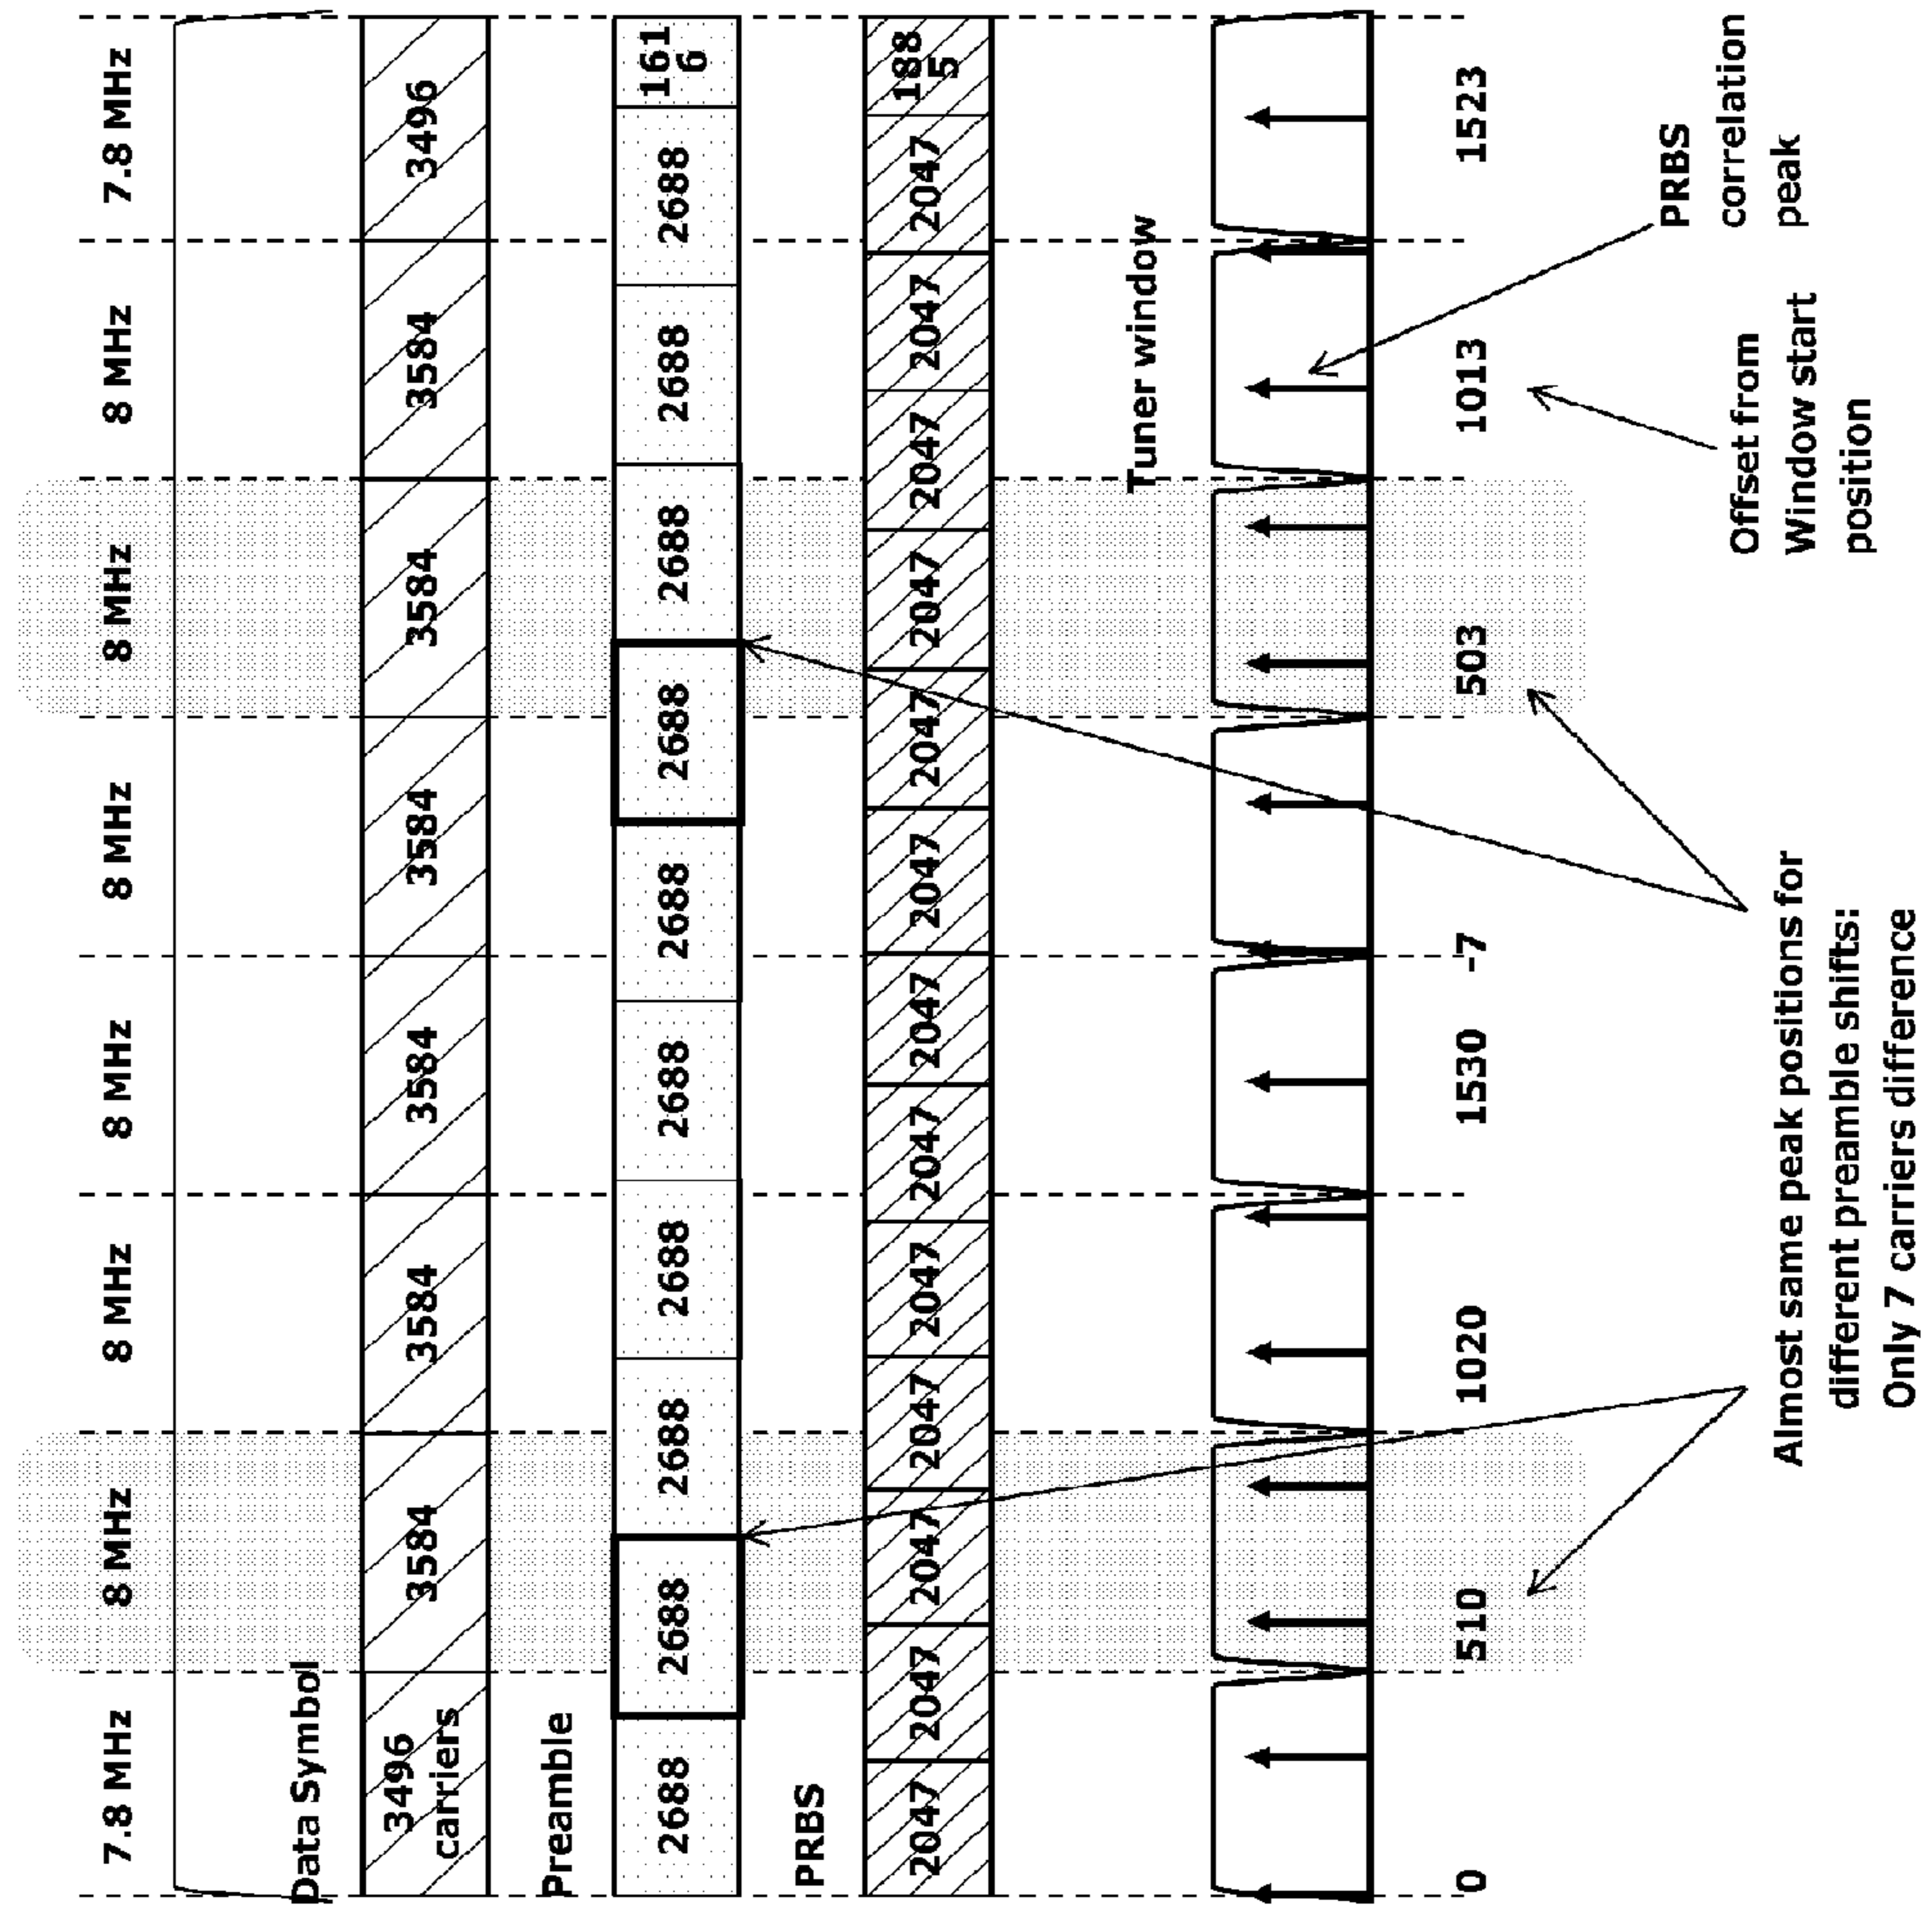 7.8 MHz 8 MHz 8 MHz 8 MHz 8 MHz 8 MHz 8 MHz 7.8 MHz
Data Symbol
3496
carriers
3584 3584 3584 3584 3584 3584 3496
Preamble
2688 2688 2688 2688 2688 2688 2688 2688 2688 2688 161
6
PRBS
2047 2047 2047 2047 2047 2047 2047 2047 2047 2047 2047 2047 2047 188
5
Tuner window
0 510 1020 1530 -7 503 1013 1523
Almost same peak positions for
different preamble shifts:
Only 7 carriers difference
Offset from
Window start
position
PRBS
correlation
peak